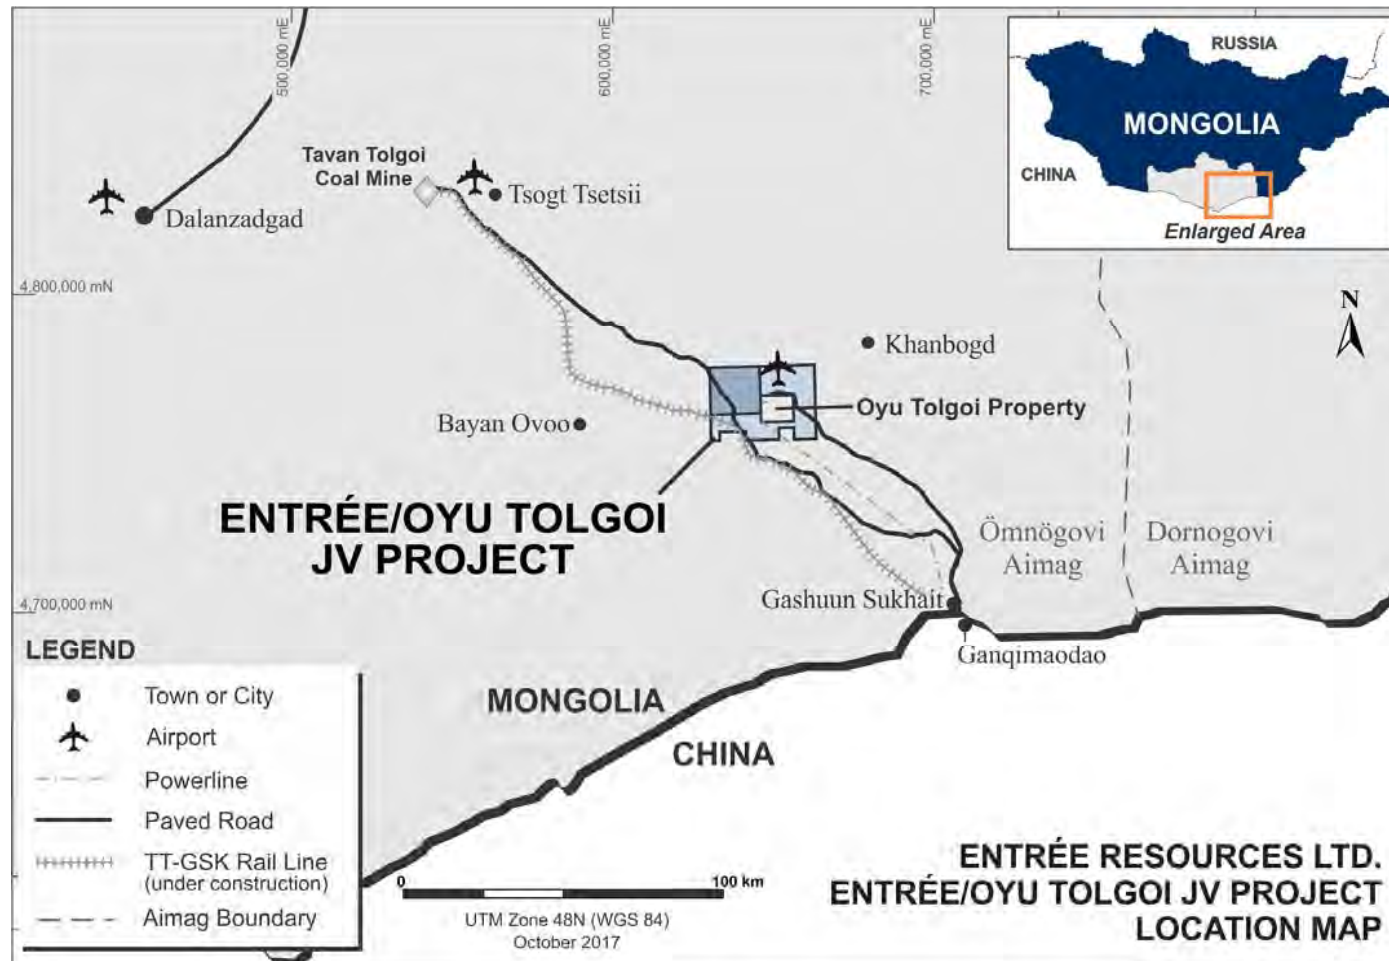 500,000 mE
600,000 mE
700,000 mE
RUSSIA
MONGOLIA
CHINA
Enlarged Area
Tavan Tolgoi
Coal Mine
Tsogt Tsetsii
Dalanzadgad
4,800,000 mN
N
Khanbogd
Oyu Tolgoi Property
Bayan Ovoo
ENTRÉE/OYU TOLGOI
JV PROJECT
Ömnögovi
Aimag
Dornogovi
Aimag
4,700,000 mN
Gashuun Sukhait
Ganqimaodao
MONGOLIA
CHINA
LEGEND
Town or City
Airport
Powerline
Paved Road
TT-GSK Rail Line
(under construction)
Aimag Boundary
0 100 km
UTM Zone 48N (WGS 84)
October 2017
ENTRÉE RESOURCES LTD.
ENTRÉE/OYU TOLGOI JV PROJECT
LOCATION MAP